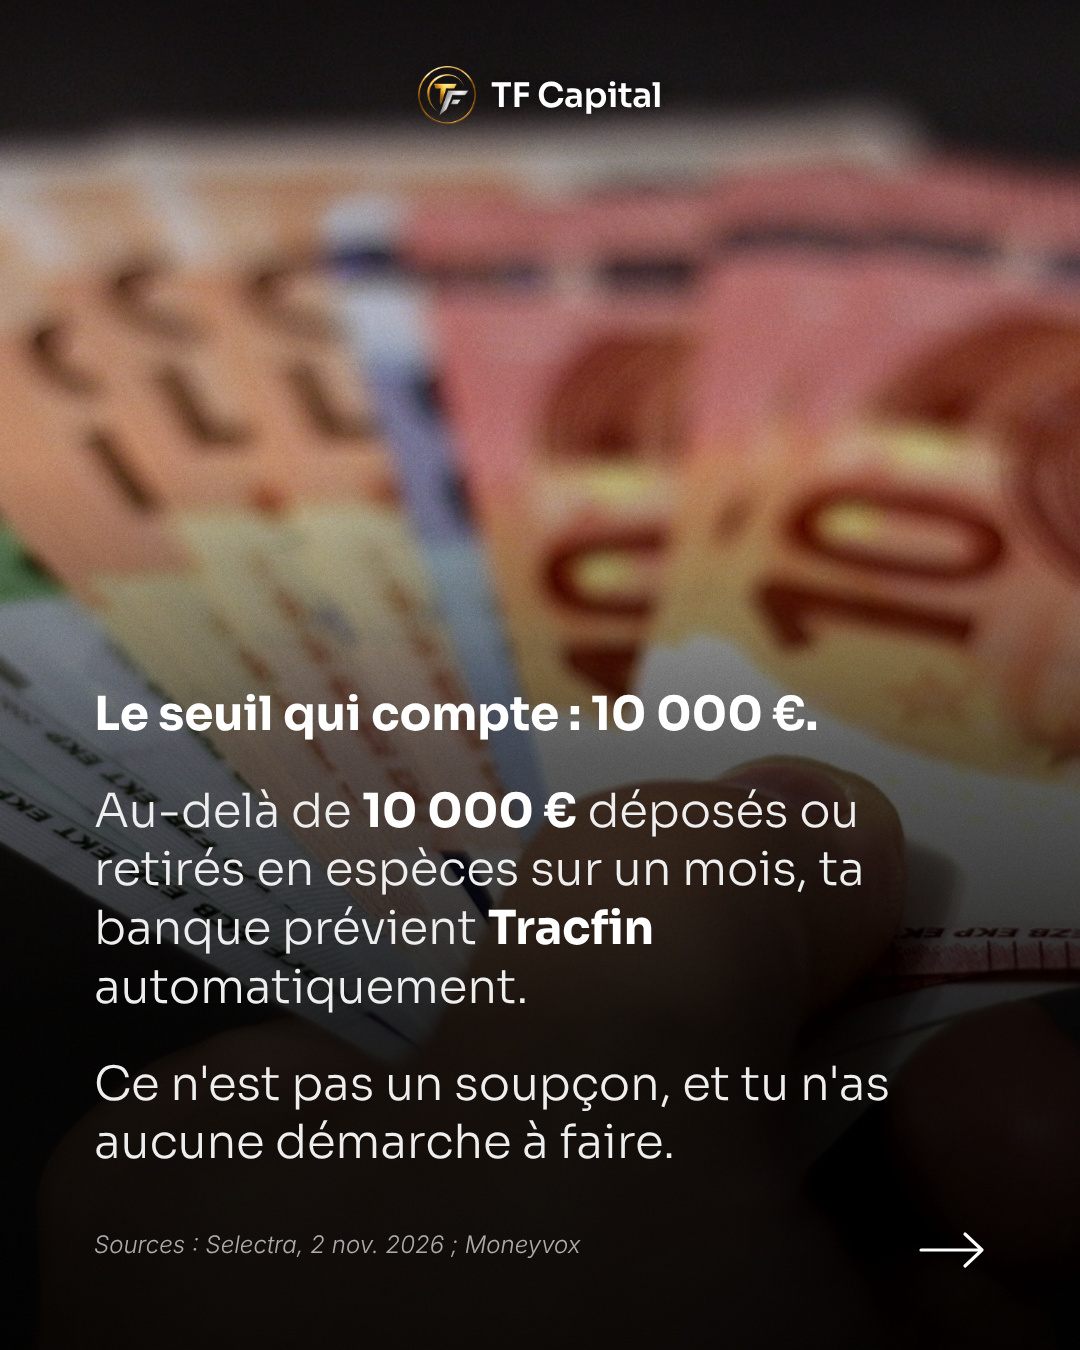 TF Capital
10
10
Le seuil qui compte : 10 000 €.
Au-delà de 10 000 € déposés ou
retirés en espèces sur un mois, ta
banque prévient Tracfin
automatiquement.
Ce n'est pas un soupçon, et tu n'as
aucune démarche à faire.
Sources : Selectra, 2 nov. 2026 ; Moneyvox